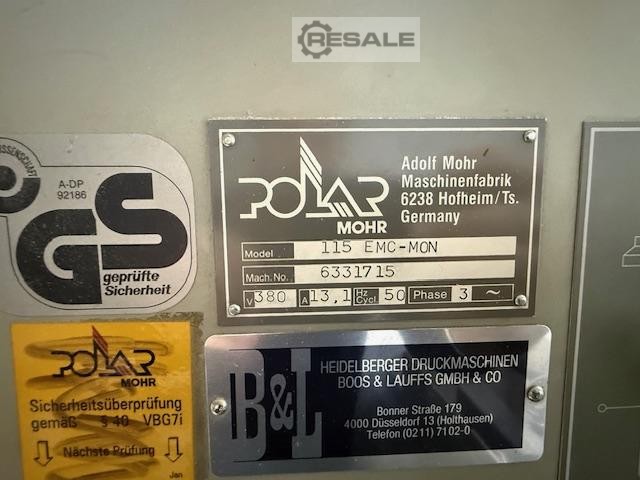 RESALE
A-DP
92186
GS
geprüfte
Sicherheit
POLAR
MOHR
Adolf Mohr
Maschinenfabrik
6238 Hofheim/Ts.
Germany
Model 115 EMC-MON
Mach.No. 6331715
V 380 A 13,1 Hz Cycl. 50 Phase 3 ~
POLAR
MOHR
Sicherheitsüberprüfung
gemäß § 40 VBG7i
Nächste Prüfung
Jan
B&L
HEIDELBERGER DRUCKMASCHINEN
BOOS & LAUFFS GMBH & CO
Bonner Straße 179
4000 Düsseldorf 13 (Holthausen)
Telefon (0211) 7102-0